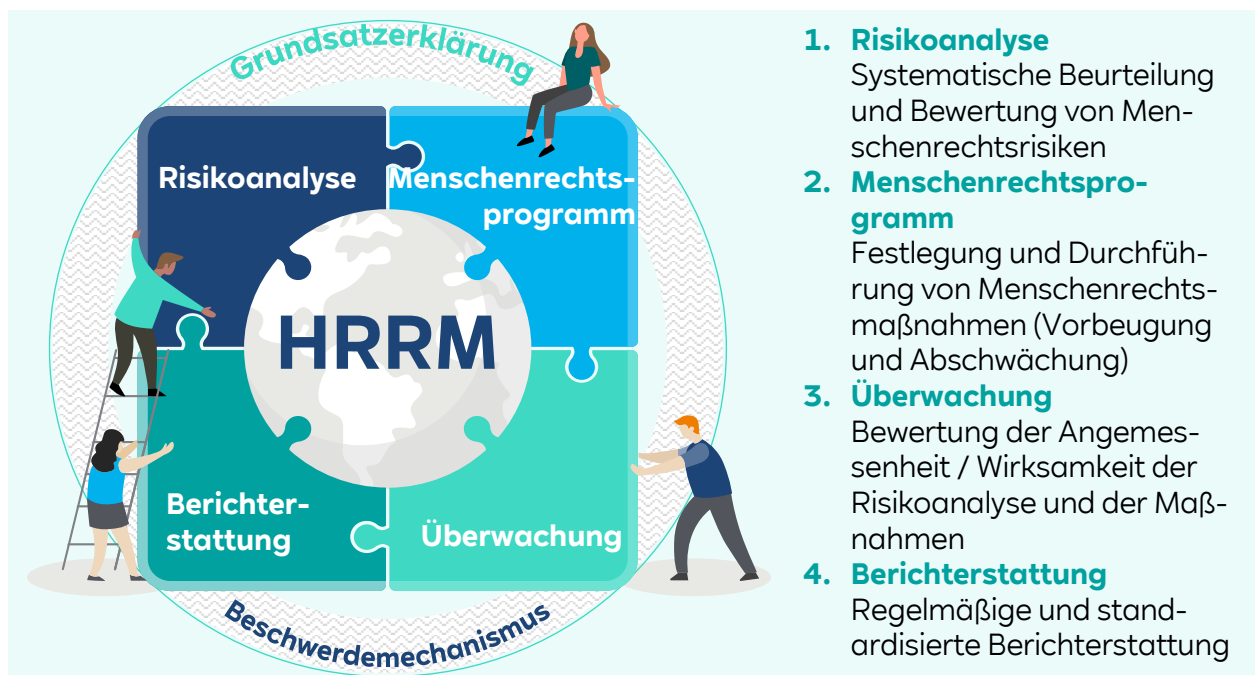 Grundsatzerklärung
Risikoanalyse
Menschenrechts-
programm
HRRM
Berichter-
stattung
Überwachung
Beschwerdemechanismus
1. Risikoanalyse
Systematische Beurteilung
und Bewertung von Men-
schenrechtsrisiken
2. Menschenrechtspro-
gramm
Festlegung und Durchfüh-
rung von Menschenrechts-
maßnahmen (Vorbeugung
und Abschwächung)
3. Überwachung
Bewertung der Angemes-
senheit / Wirksamkeit der
Risikoanalyse und der Maß-
nahmen
4. Berichterstattung
Regelmäßige und stand-
ardisierte Berichterstattung